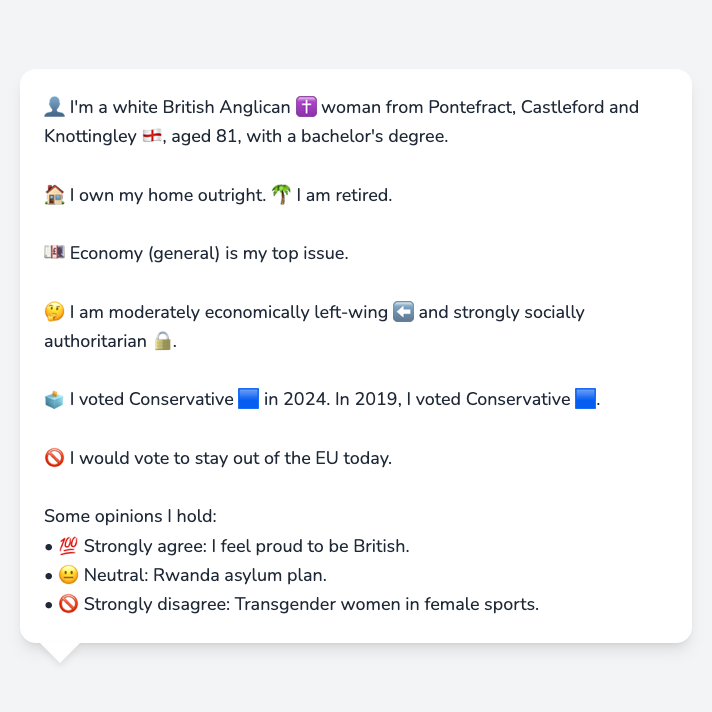 👤 I'm a white British Anglican ✝️ woman from Pontefract, Castleford and
Knottingley 🏴󠁧󠁢󠁥󠁮󠁧󠁿, aged 81, with a bachelor's degree.
🏠 I own my home outright. 🌴 I am retired.
💷 Economy (general) is my top issue.
🤔 I am moderately economically left-wing ⬅️ and strongly socially
authoritarian 🔒.
🗳️ I voted Conservative 🟦 in 2024. In 2019, I voted Conservative 🟦.
🚫 I would vote to stay out of the EU today.
Some opinions I hold:
• 💯 Strongly agree: I feel proud to be British.
• 😐 Neutral: Rwanda asylum plan.
• 🚫 Strongly disagree: Transgender women in female sports.